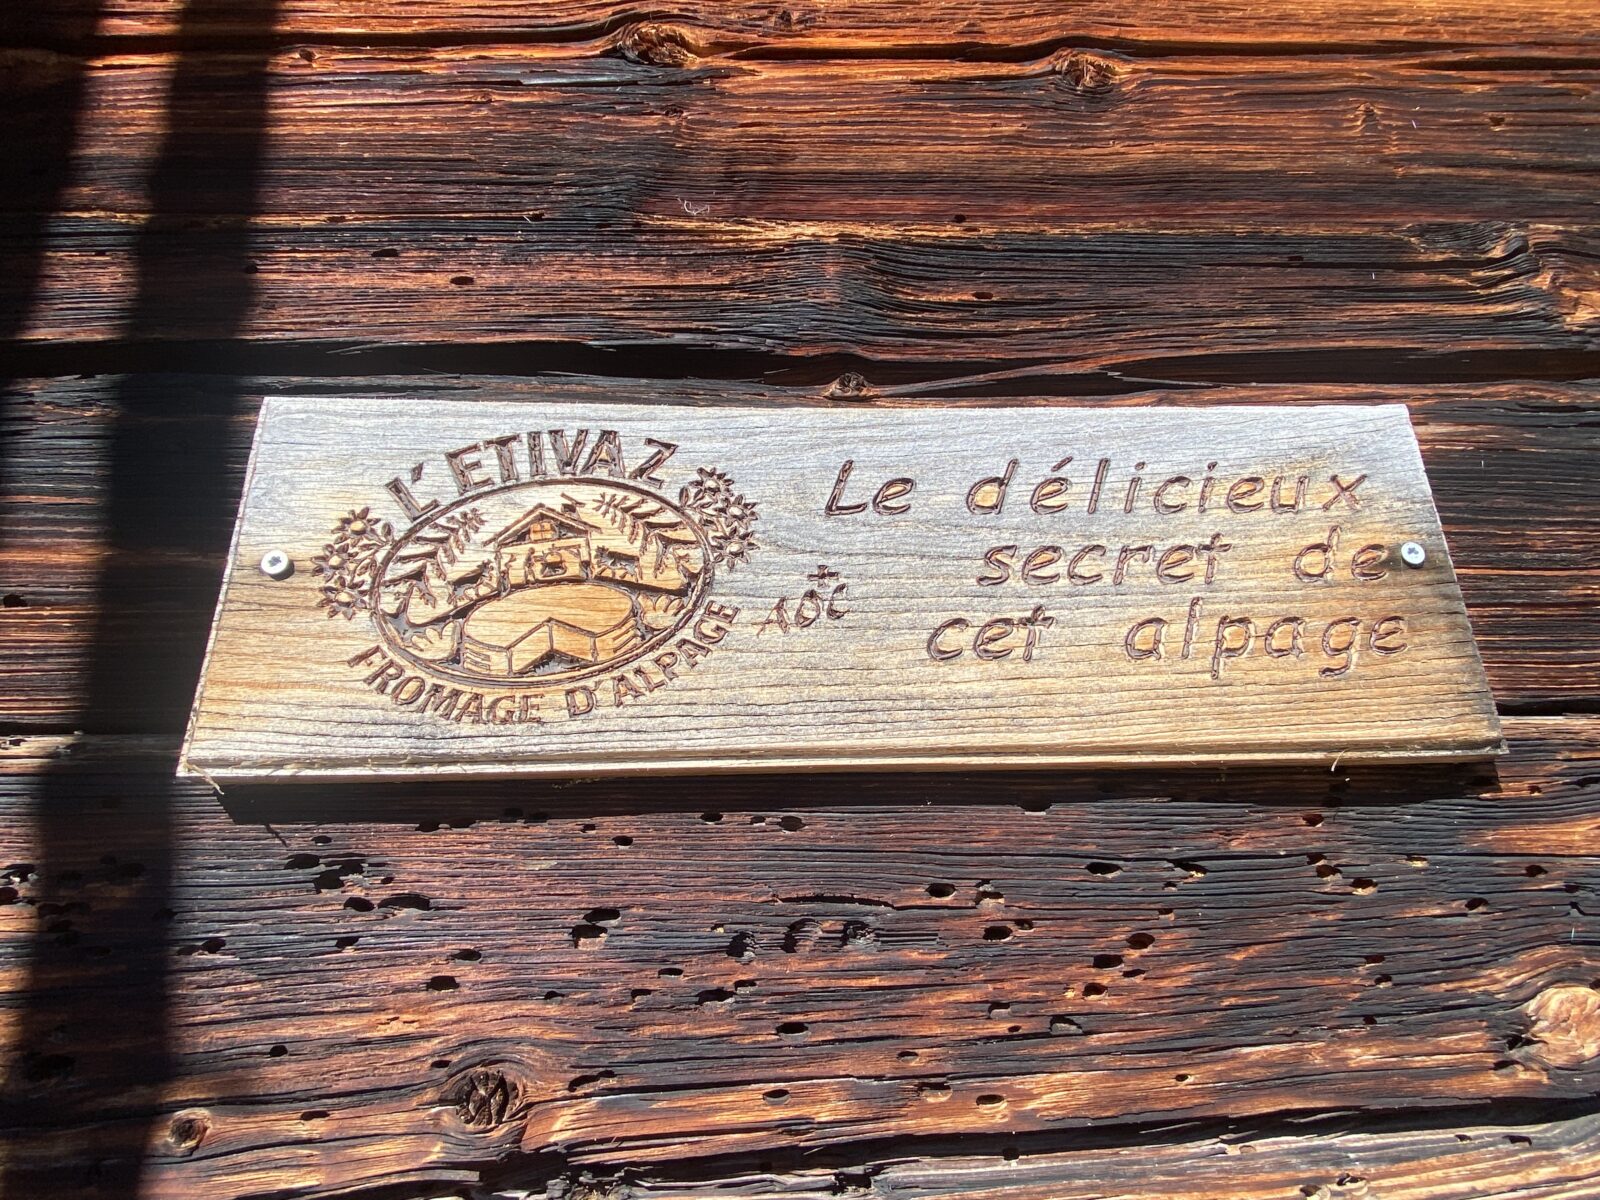 L'ETIVAZ
FROMAGE D'ALPAGE
AOC
Le délicieux
secret de
cet alpage